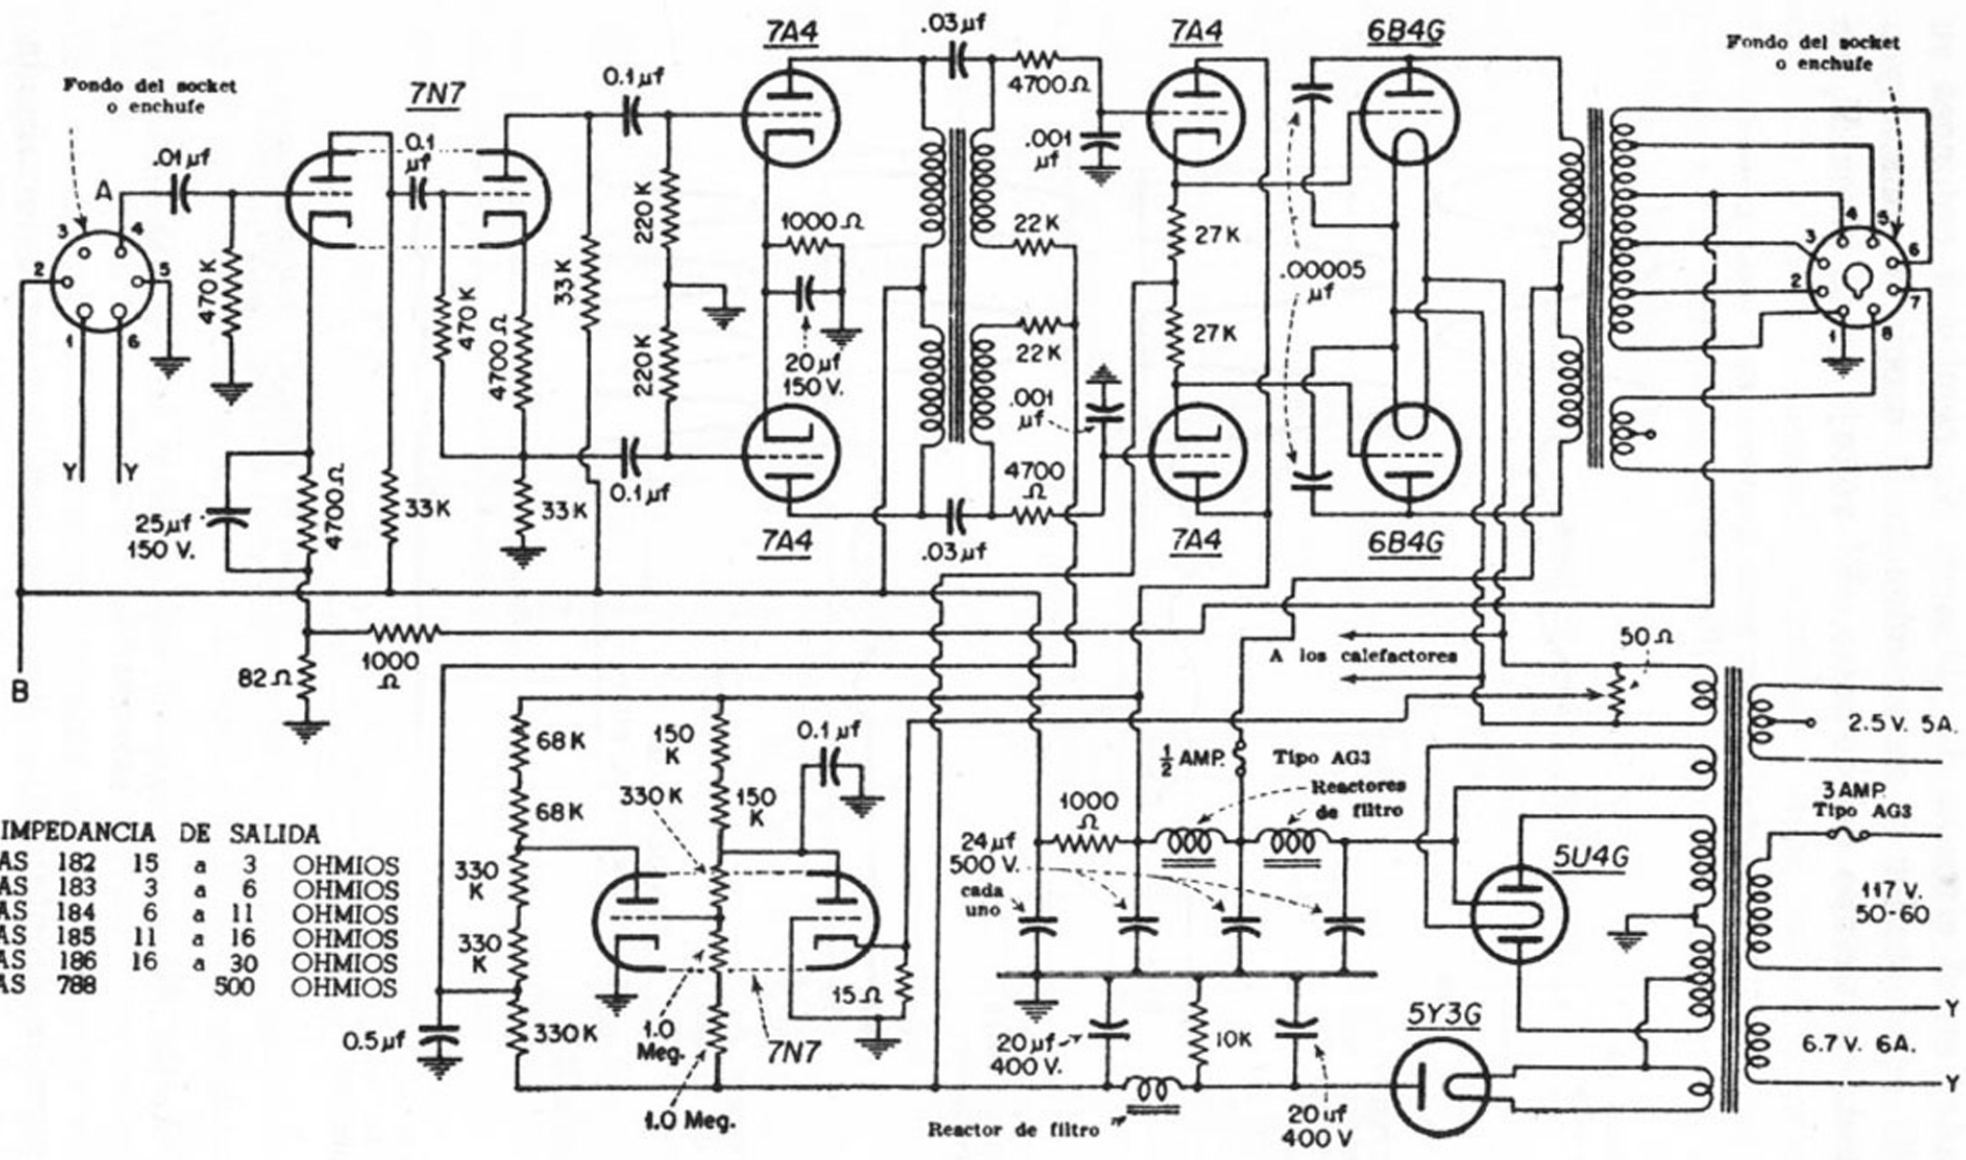 7A4
.03µf
7A4
6B4G
Fondo del socket
o enchufe
Fondo del socket
o enchufe
7N7
0.1µf
4700Ω
.001
µf
.01µf
0.1
µf
A
3
4
2
5
1
6
470K
220K
1000Ω
22 K
27K
4
5
3
6
2
7
1
8
33K
.00005
µf
470K
4700Ω
20µf
150 V.
22K
27K
220K
.001
µf
Y
Y
4700
Ω
25µf
150 V.
4700Ω
33K
33K
0.1µf
7A4
.03µf
7A4
6B4G
1000
Ω
82Ω
B
A los calefactores
50Ω
68K
150
K
0.1µf
½ AMP.
Tipo AG3
2.5 V. 5A.
Reactores
de filtro
330K
150
K
68K
1000
Ω
3 AMP.
Tipo AG3
IMPEDANCIA DE SALIDA
AS 182 15 a 3 OHMIOS
AS 183 3 a 6 OHMIOS
AS 184 6 a 11 OHMIOS
AS 185 11 a 16 OHMIOS
AS 186 16 a 30 OHMIOS
AS 788 500 OHMIOS
330
K
24µf
500 V.
cada
uno
5U4G
117 V.
50-60
330
K
15Ω
0.5µf
330K
1.0
Meg.
7N7
20µf
400 V.
10K
5Y3G
6.7 V. 6A.
Y
Y
1.0 Meg.
Reactor de filtro
20µf
400 V